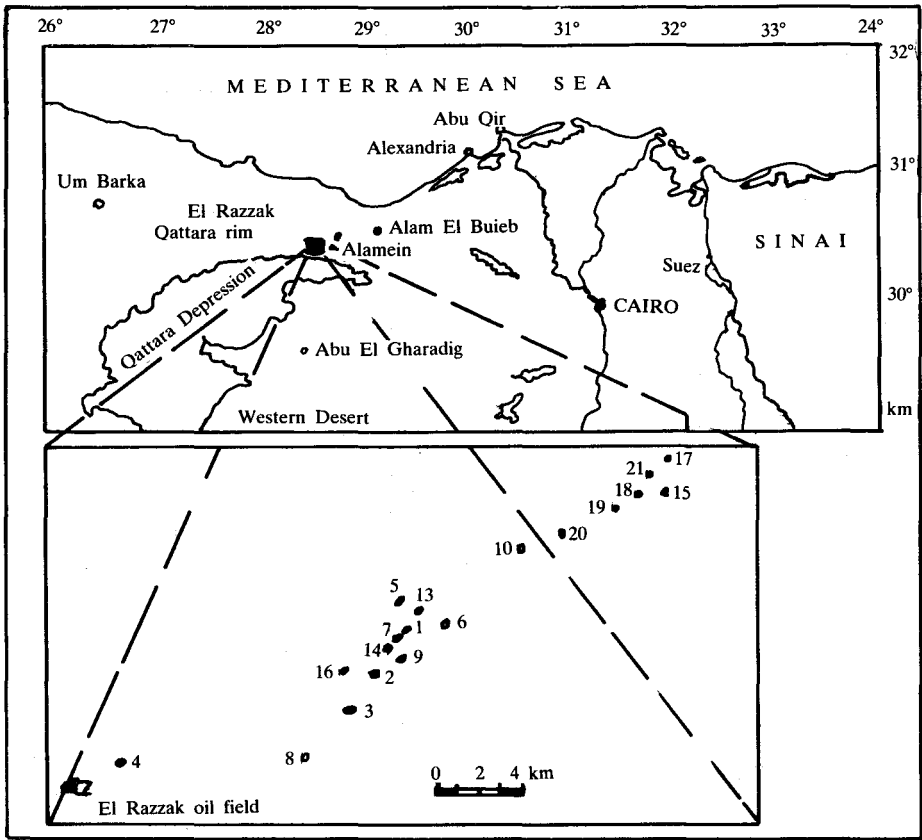 26° 28° 29° 30° 31° 32° 33° 24°
32°
MEDITERRANEAN SEA
Abu Qir
Alexandria
31°
Um Barka
El Razzak
Qattara rim
Alam El Buieb
Alamein
SINAI
Suez
Qattara Depression
30°
CAIRO
Abu El Gharadig
Western Desert
km
17
21
18
15
19
20
10
5
13
1
6
7
14
9
16
2
3
8
4
0 2 4 km
El Razzak oil field